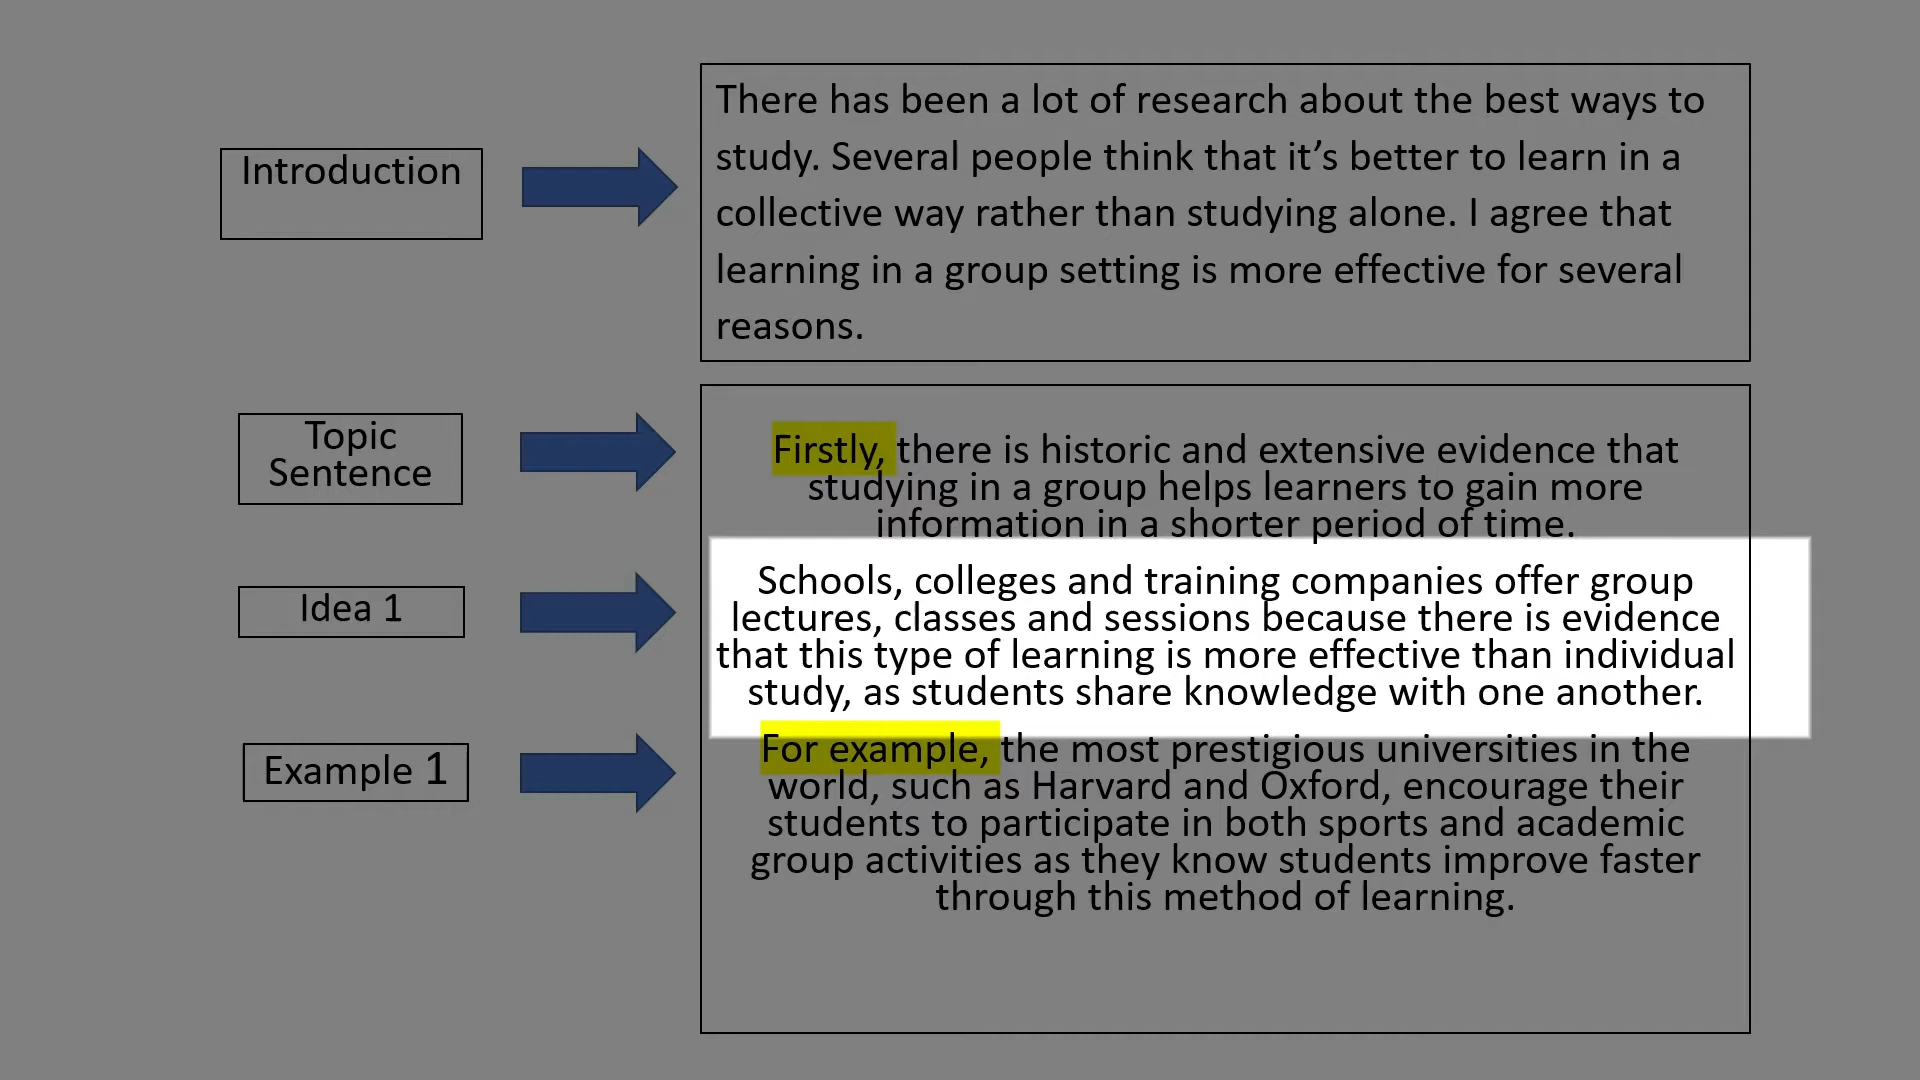 Introduction
There has been a lot of research about the best ways to
study. Several people think that it’s better to learn in a
collective way rather than studying alone. I agree that
learning in a group setting is more effective for several
reasons.
Topic
Sentence
Firstly, there is historic and extensive evidence that
studying in a group helps learners to gain more
information in a shorter period of time.
Idea 1
Schools, colleges and training companies offer group
lectures, classes and sessions because there is evidence
that this type of learning is more effective than individual
study, as students share knowledge with one another.
Example 1
For example, the most prestigious universities in the
world, such as Harvard and Oxford, encourage their
students to participate in both sports and academic
group activities as they know students improve faster
through this method of learning.